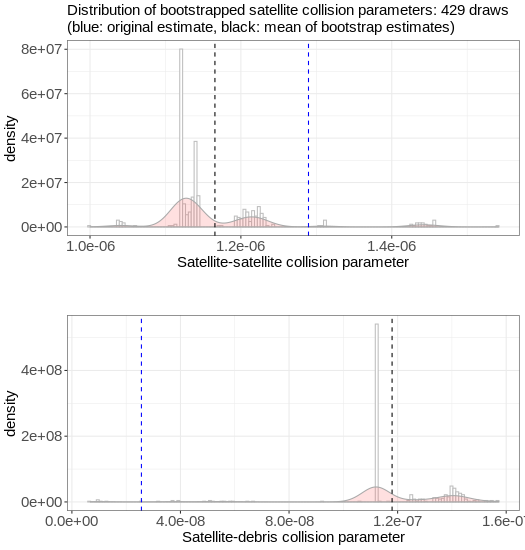 Distribution of bootstrapped satellite collision parameters: 429 draws
(blue: original estimate, black: mean of bootstrap estimates)
8e+07
6e+07
4e+07
2e+07
0e+00
density
1.0e-06 1.2e-06 1.4e-06
Satellite-satellite collision parameter
4e+08
2e+08
0e+00
density
0.0e+00 4.0e-08 8.0e-08 1.2e-07
Satellite-debris collision parameter